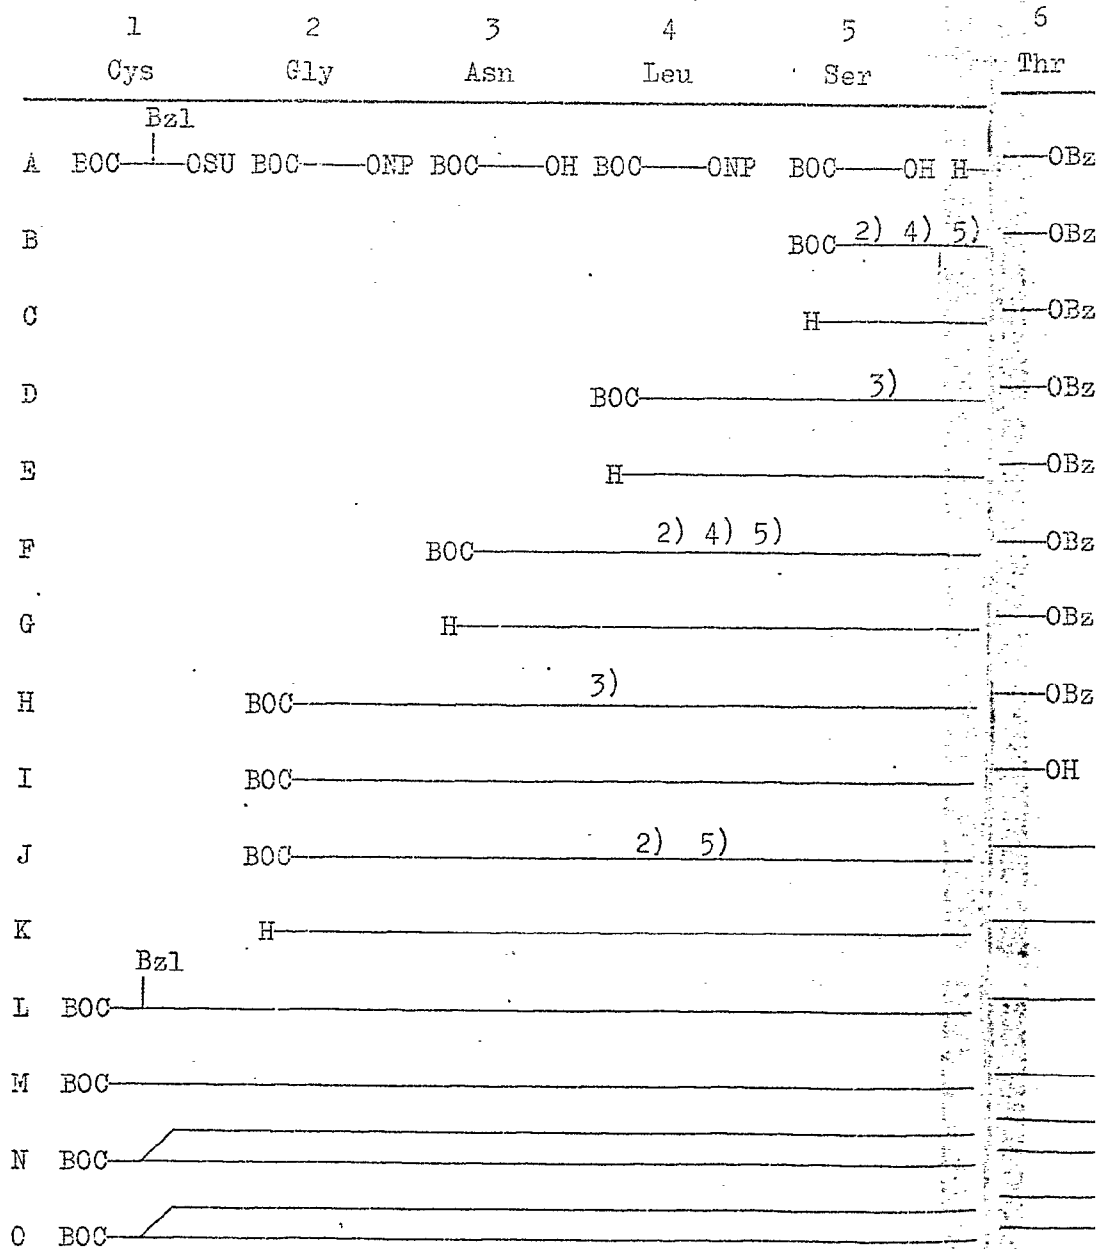 1 2 3 4 5 6
Cys Gly Asn Leu Ser Thr
Bzl
A BOC OSU BOC ONP BOC OH BOC ONP BOC OH H OBz
B BOC 2) 4) 5) OBz
C H OBz
D BOC 3) OBz
E H OBz
F BOC 2) 4) 5) OBz
G H OBz
H BOC 3) OBz
I BOC OH
J BOC 2) 5)
K H
Bzl
L BOC
M BOC
N BOC
O BOC